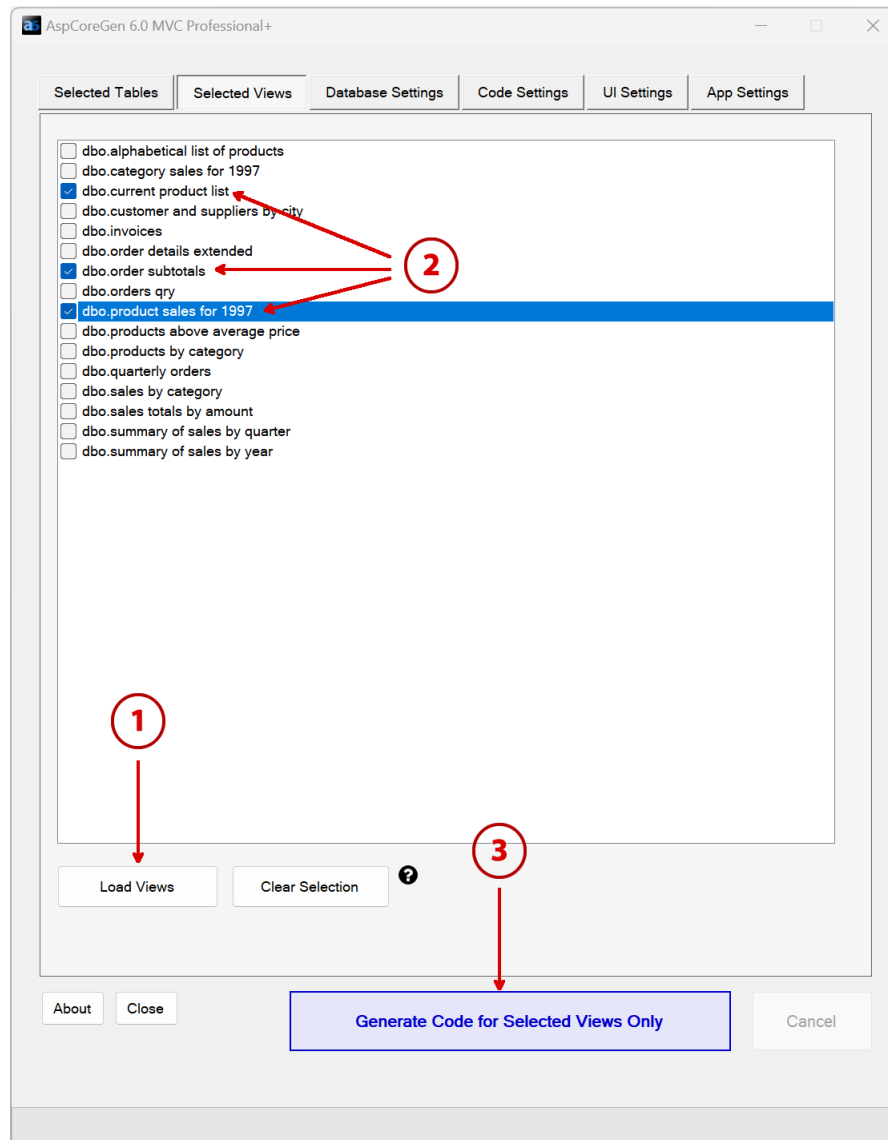 AspCoreGen 6.0 MVC Professional+
Selected Tables Selected Views Database Settings Code Settings UI Settings App Settings
dbo.alphabetical list of products
dbo.category sales for 1997
dbo.current product list
dbo.customer and suppliers by city
dbo.invoices
dbo.order details extended
dbo.order subtotals
2
dbo.orders qry
dbo.product sales for 1997
dbo.products above average price
dbo.products by category
dbo.quarterly orders
dbo.sales by category
dbo.sales totals by amount
dbo.summary of sales by quarter
dbo.summary of sales by year
1
3
Load Views Clear Selection ?
About Close Generate Code for Selected Views Only Cancel